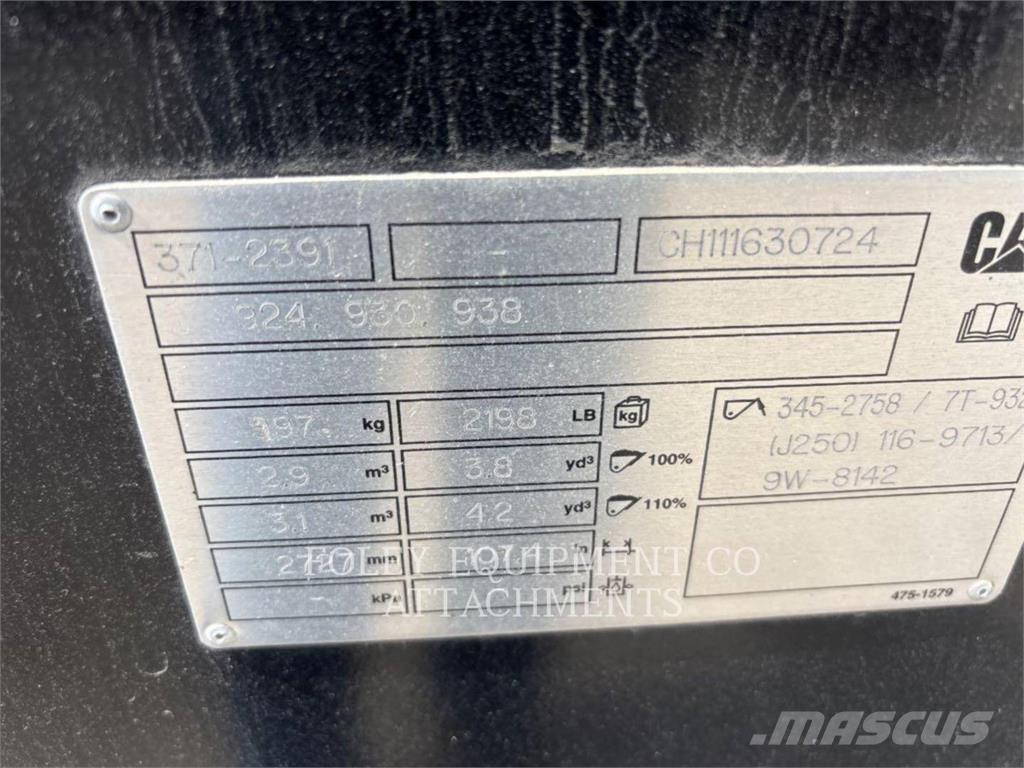 371-2391 - CH111630724 CA
924, 930, 938
997 kg 2198 LB kg
345-2758 / 7T-932
2.9 m³ 3.8 yd³ 100%
(J250) 116-9713/
3.1 m³ 4.2 yd³ 110%
9W-8142
mm in
kPa psi
475-1579
FOLEY EQUIPMENT CO
ATTACHMENTS
MASCUS